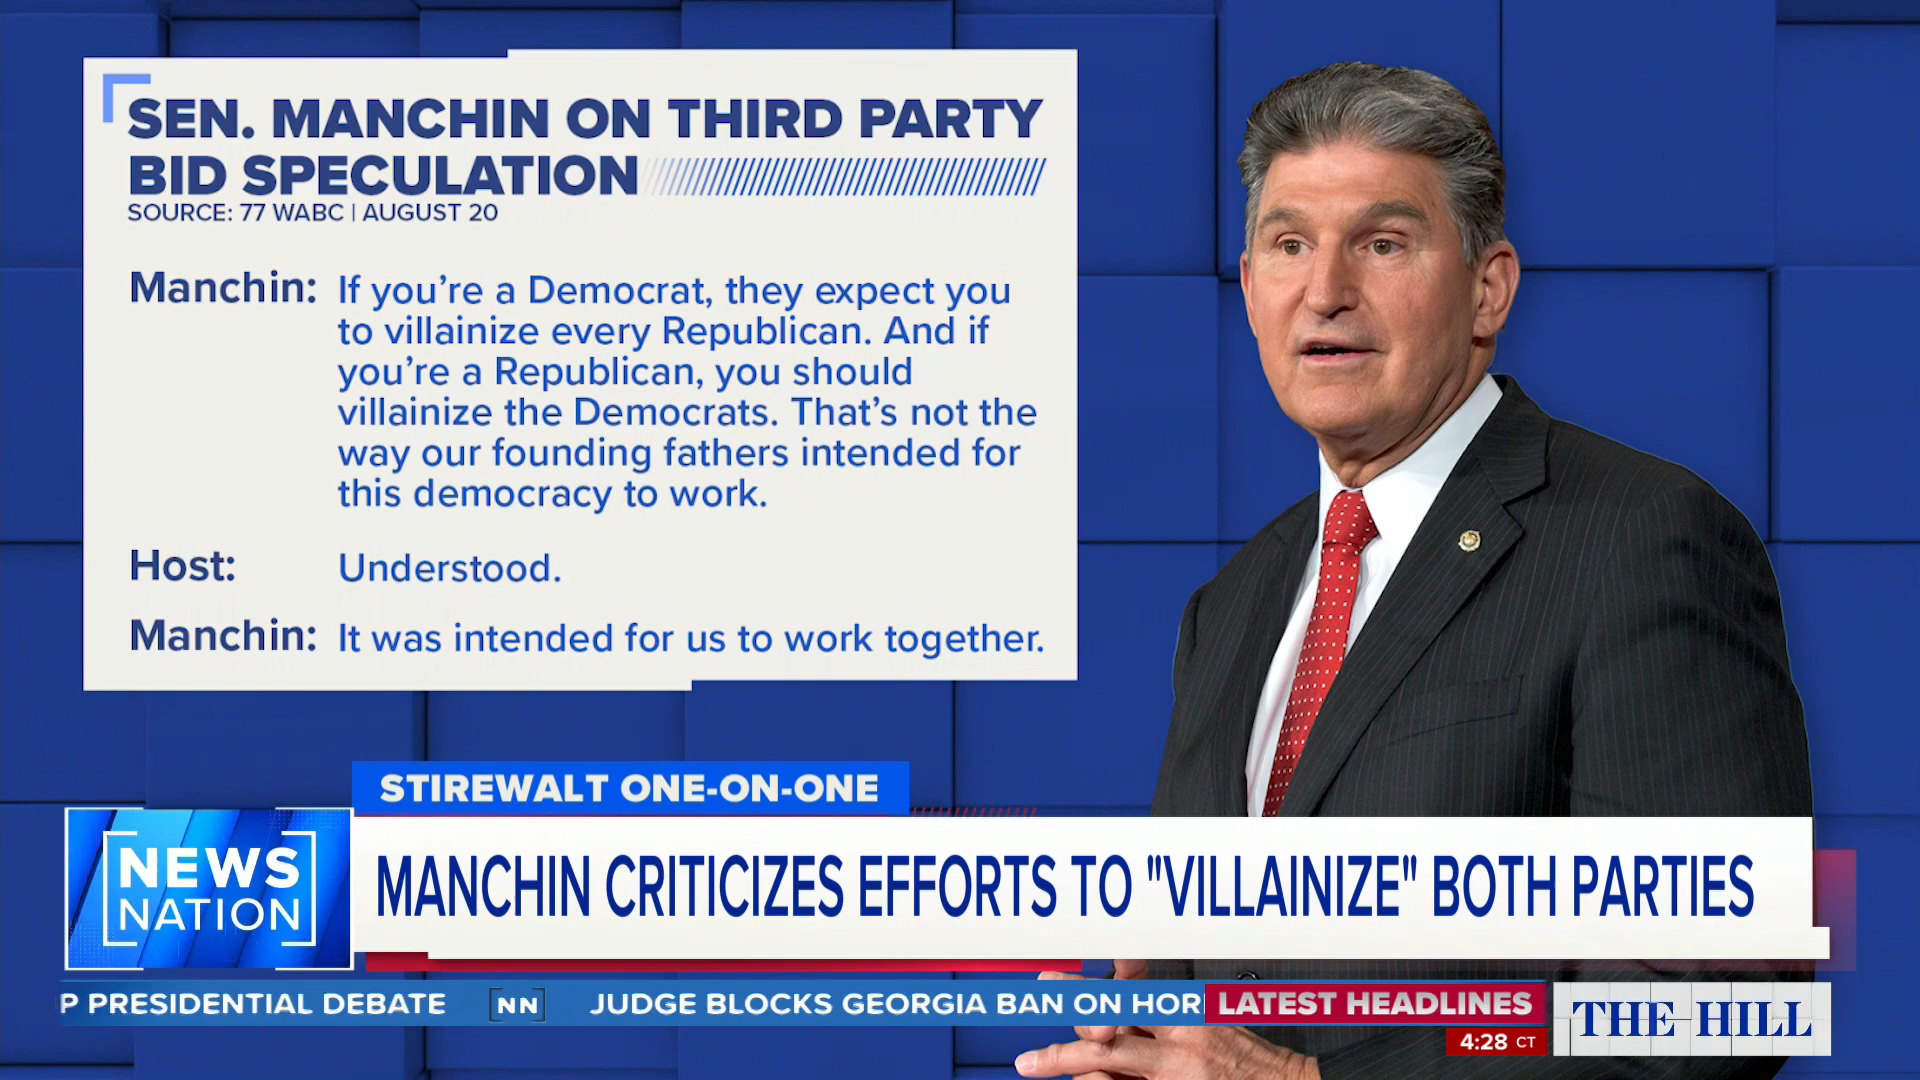 SEN. MANCHIN ON THIRD PARTY
BID SPECULATION
SOURCE: 77 WABC | AUGUST 20
Manchin: If you're a Democrat, they expect you
to villainize every Republican. And if
you're a Republican, you should
villainize the Democrats. That's not the
way our founding fathers intended for
this democracy to work.
Host: Understood.
Manchin: It was intended for us to work together.
STIREWALT ONE-ON-ONE
NEWS
NATION
MANCHIN CRITICIZES EFFORTS TO "VILLAINIZE" BOTH PARTIES
P PRESIDENTIAL DEBATE [NN] JUDGE BLOCKS GEORGIA BAN ON HOR
LATEST HEADLINES
4:28 CT
THE HILL